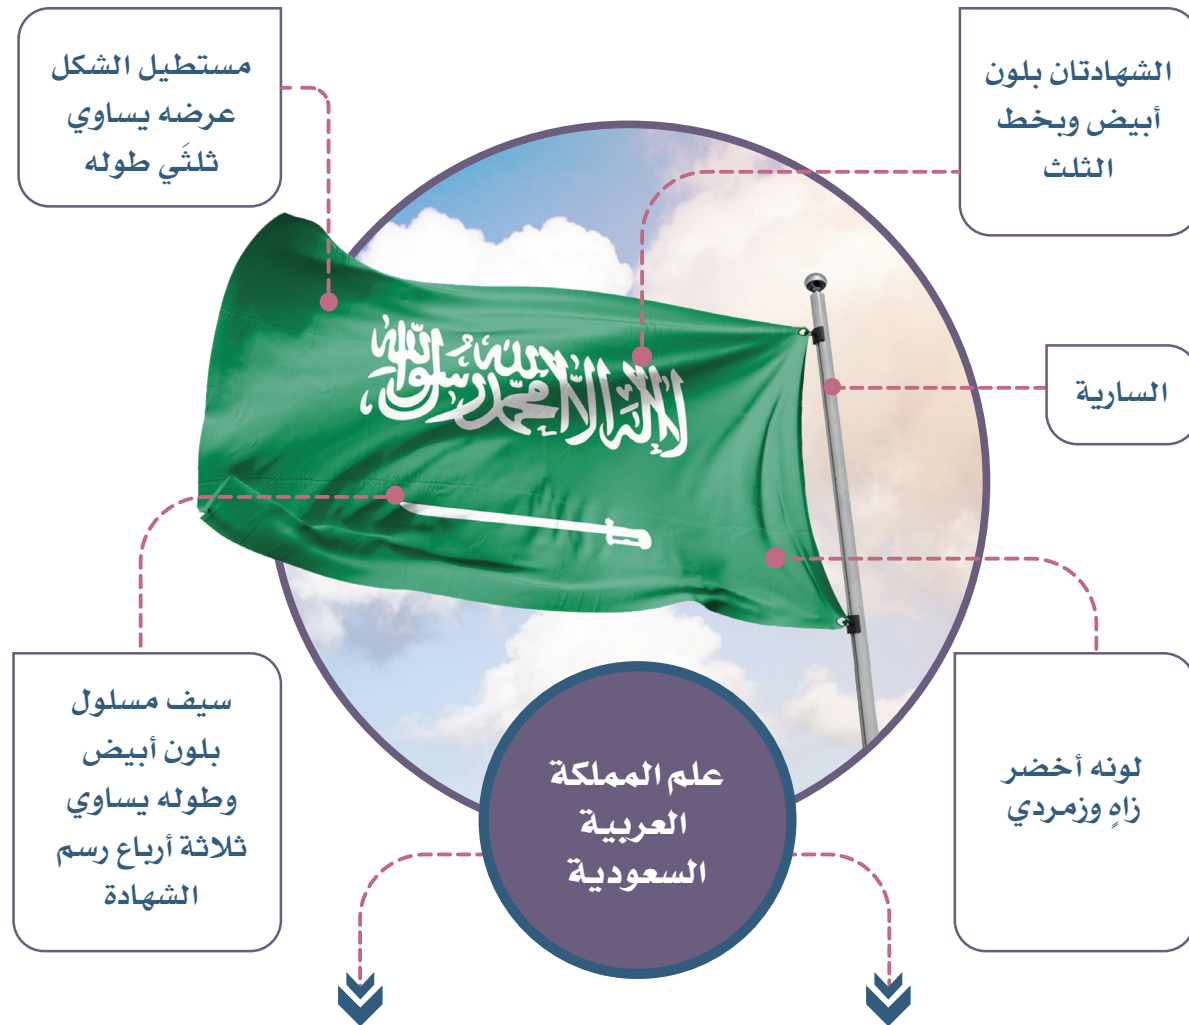 الشهادتان بلون
أبيض وبخط
الثلث
مستطيل الشكل
عرضه يساوي
ثلثَي طوله
لا إله إلا الله محمد رسول الله
السارية
لونه أخضر
زاهٍ وزمردي
سيف مسلول
بلون أبيض
وطوله يساوي
ثلاثة أرباع رسم
الشهادة
علم المملكة
العربية
السعودية